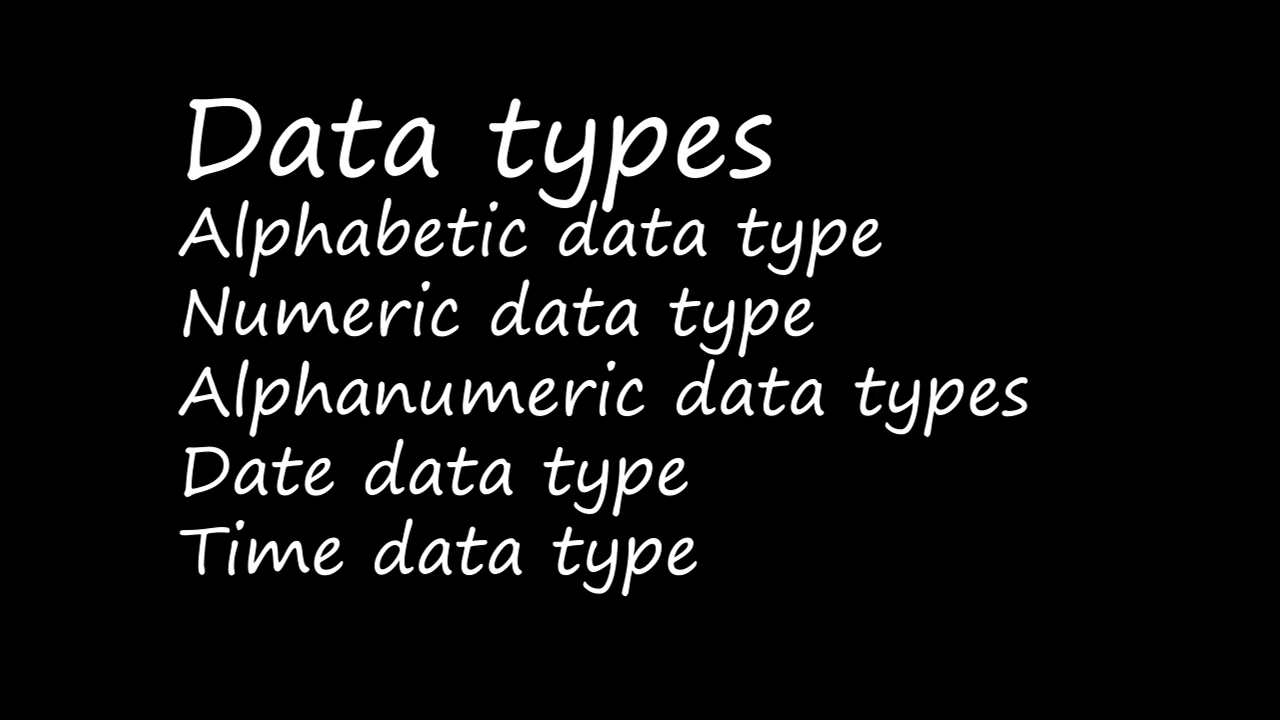 Data types
Alphabetic data type
Numeric data type
Alphanumeric data types
Date data type
Time data type